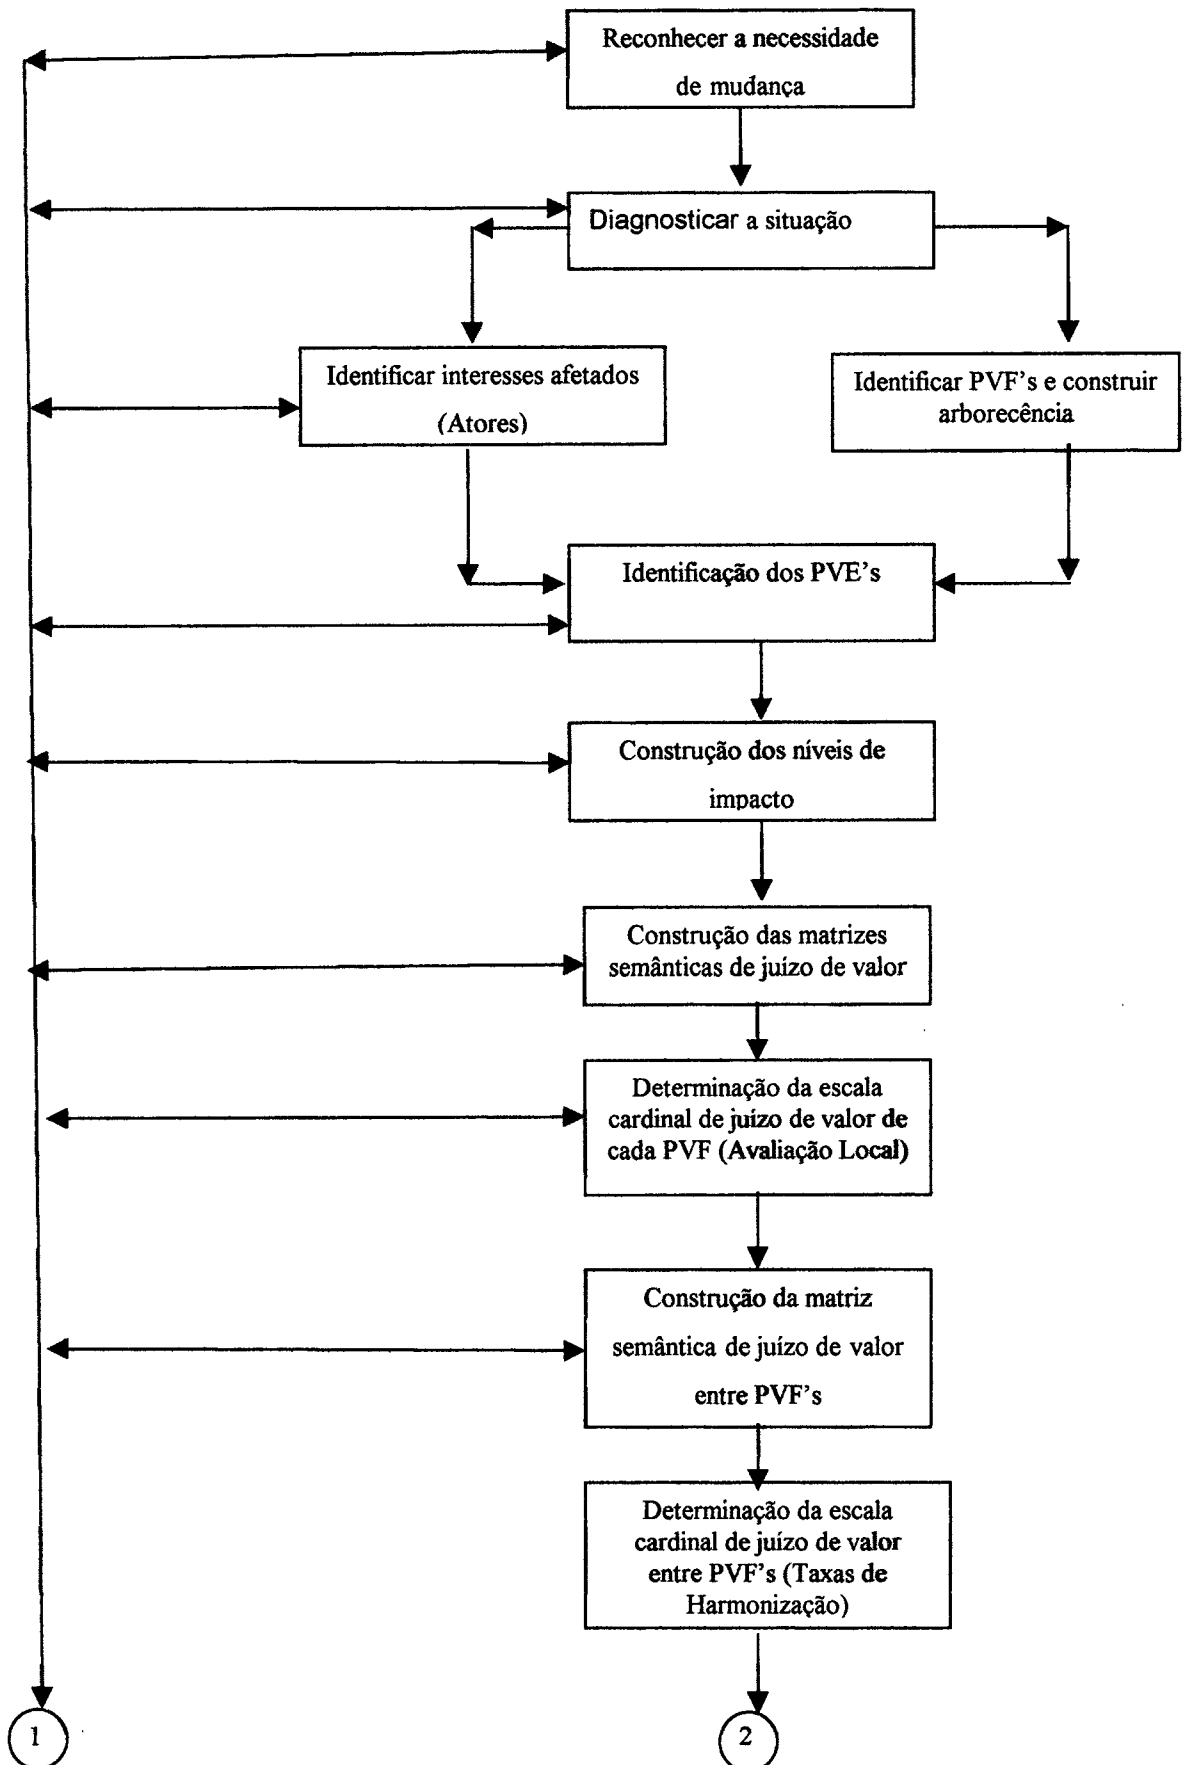 Reconhecer a necessidade
de mudança
Diagnosticar a situação
Identificar interesses afetados
(Atores)
Identificar PVF's e construir
arborecência
Identificação dos PVE's
Construção dos níveis de
impacto
Construção das matrizes
semânticas de juízo de valor
Determinação da escala
cardinal de juízo de valor de
cada PVF (Avaliação Local)
Construção da matriz
semântica de juízo de valor
entre PVF's
Determinação da escala
cardinal de juízo de valor
entre PVF's (Taxas de
Harmonização)
1
2